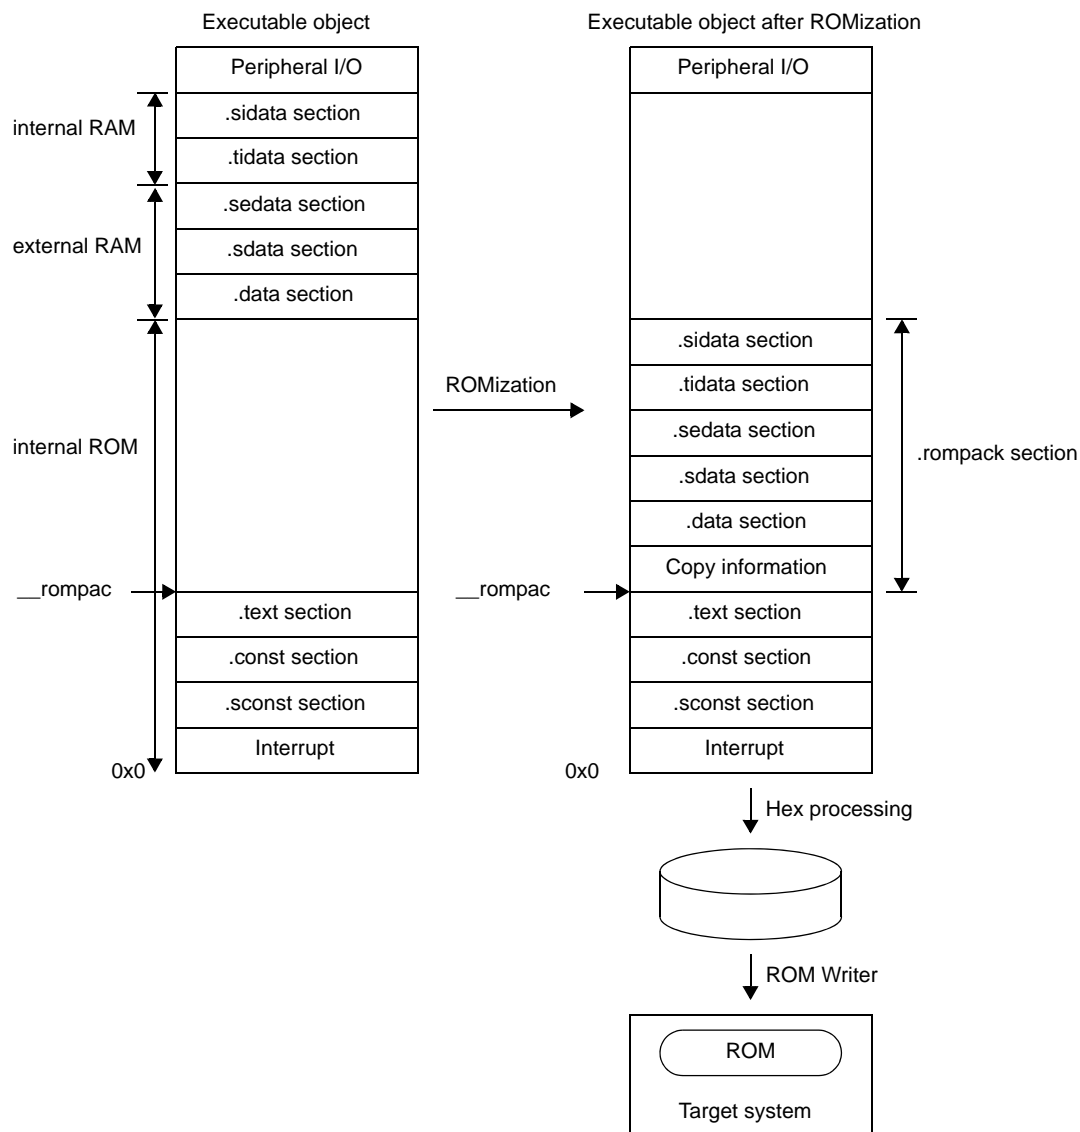 Executable object
Executable object after ROMization
Peripheral I/O
internal RAM
.sidata section
.tidata section
external RAM
.sedata section
.sdata section
.data section
internal ROM
__rompac
.text section
.const section
.sconst section
Interrupt
0x0
ROMization
Peripheral I/O
.sidata section
.tidata section
.sedata section
.sdata section
.data section
Copy information
.rompack section
__rompac
.text section
.const section
.sconst section
Interrupt
0x0
Hex processing
ROM Writer
ROM
Target system